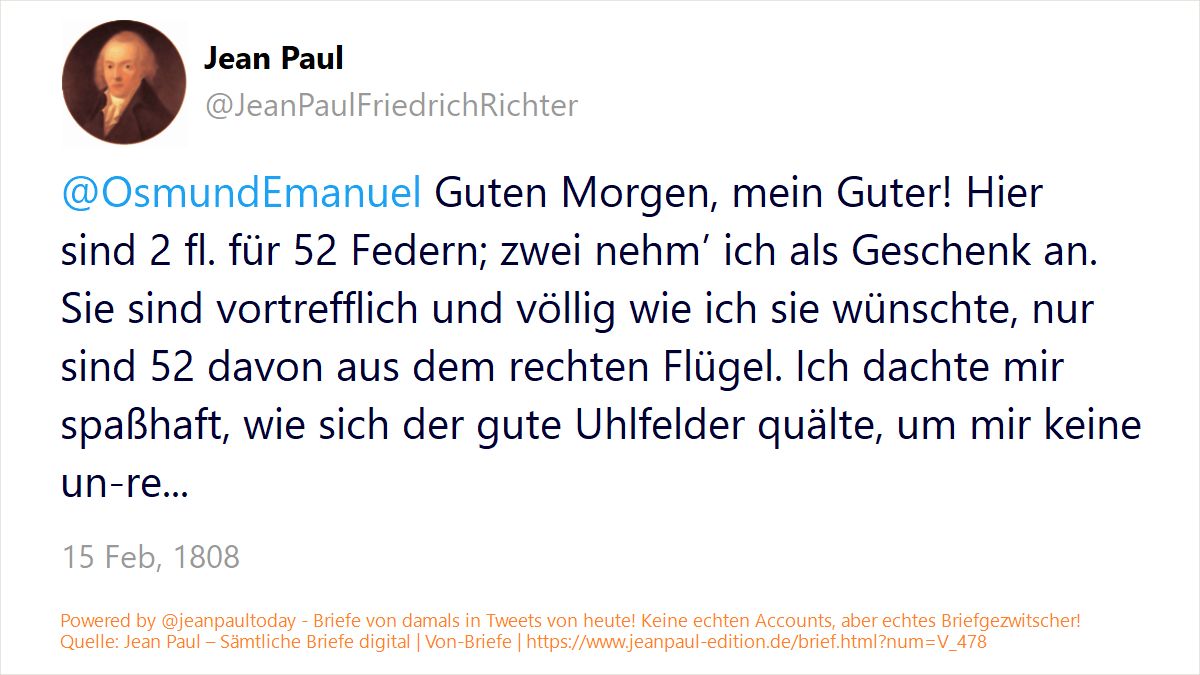 Jean Paul
@JeanPaulFriedrichRichter
@OsmundEmanuel Guten Morgen, mein Guter! Hier
sind 2 fl. für 52 Federn; zwei nehm’ ich als Geschenk an.
Sie sind vortrefflich und völlig wie ich sie wünschte, nur
sind 52 davon aus dem rechten Flügel. Ich dachte mir
spaßhaft, wie sich der gute Uhlfelder quälte, um mir keine
un-re...
15 Feb, 1808
Powered by @jeanpaultoday - Briefe von damals in Tweets von heute! Keine echten Accounts, aber echtes Briefgezwitscher!
Quelle: Jean Paul – Sämtliche Briefe digital | Von-Briefe | https://www.jeanpaul-edition.de/brief.html?num=V_478